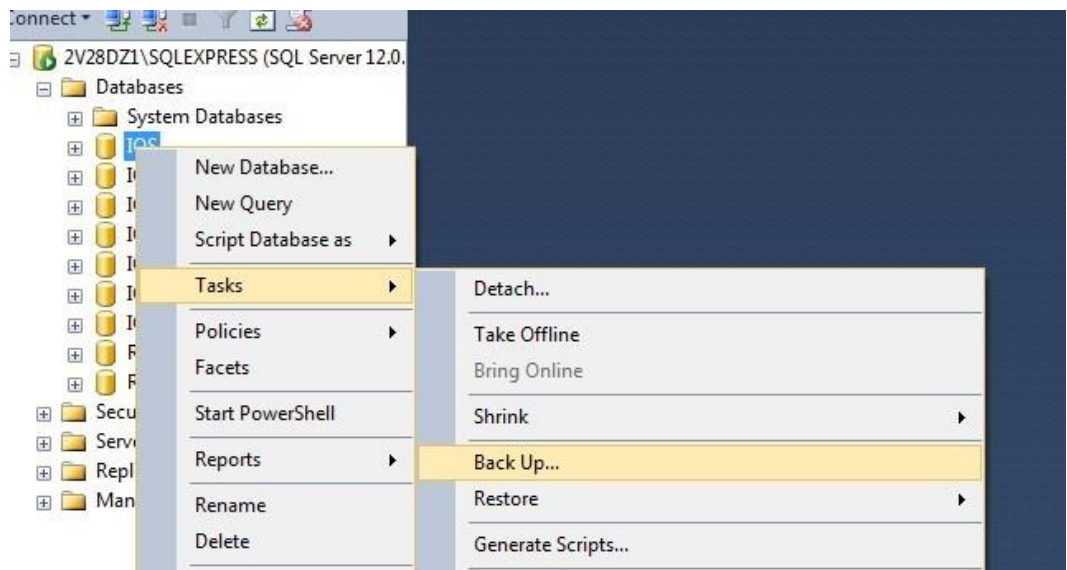 Connect
2V28DZ1\SQLEXPRESS (SQL Server 12.0.
Databases
System Databases
IOS
New Database...
New Query
Script Database as
Tasks
Policies
Facets
Start PowerShell
Reports
Rename
Delete
Detach...
Take Offline
Bring Online
Shrink
Back Up...
Restore
Generate Scripts...